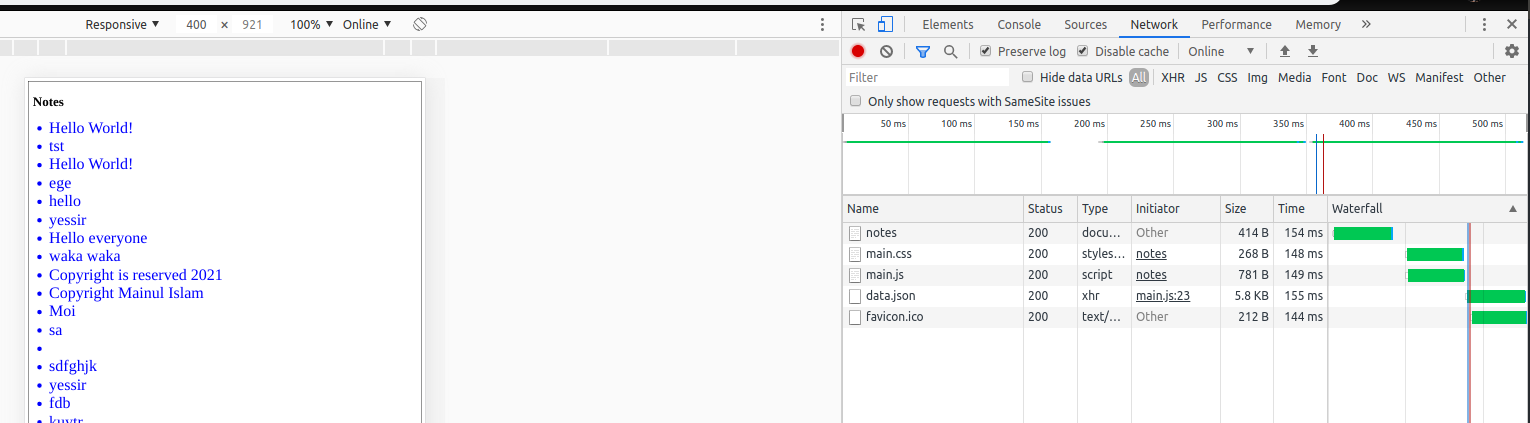 Responsive ▼ 400 × 921 100% ▼ Online ▼
Notes
Hello World!
tst
Hello World!
ege
hello
yessir
Hello everyone
waka waka
Copyright is reserved 2021
Copyright Mainul Islam
Moi
sa
sdfghjk
yessir
fdb
kuytr
Elements Console Sources Network Performance Memory »
Preserve log Disable cache Online ▼
Filter Hide data URLs All XHR JS CSS Img Media Font Doc WS Manifest Other
Only show requests with SameSite issues
50 ms 100 ms 150 ms 200 ms 250 ms 300 ms 350 ms 400 ms 450 ms 500 ms
Name Status Type Initiator Size Time Waterfall ▲
notes 200 docu... Other 414 B 154 ms
main.css 200 styles... notes 268 B 148 ms
main.js 200 script notes 781 B 149 ms
data.json 200 xhr main.js:23 5.8 KB 155 ms
favicon.ico 200 text/... Other 212 B 144 ms